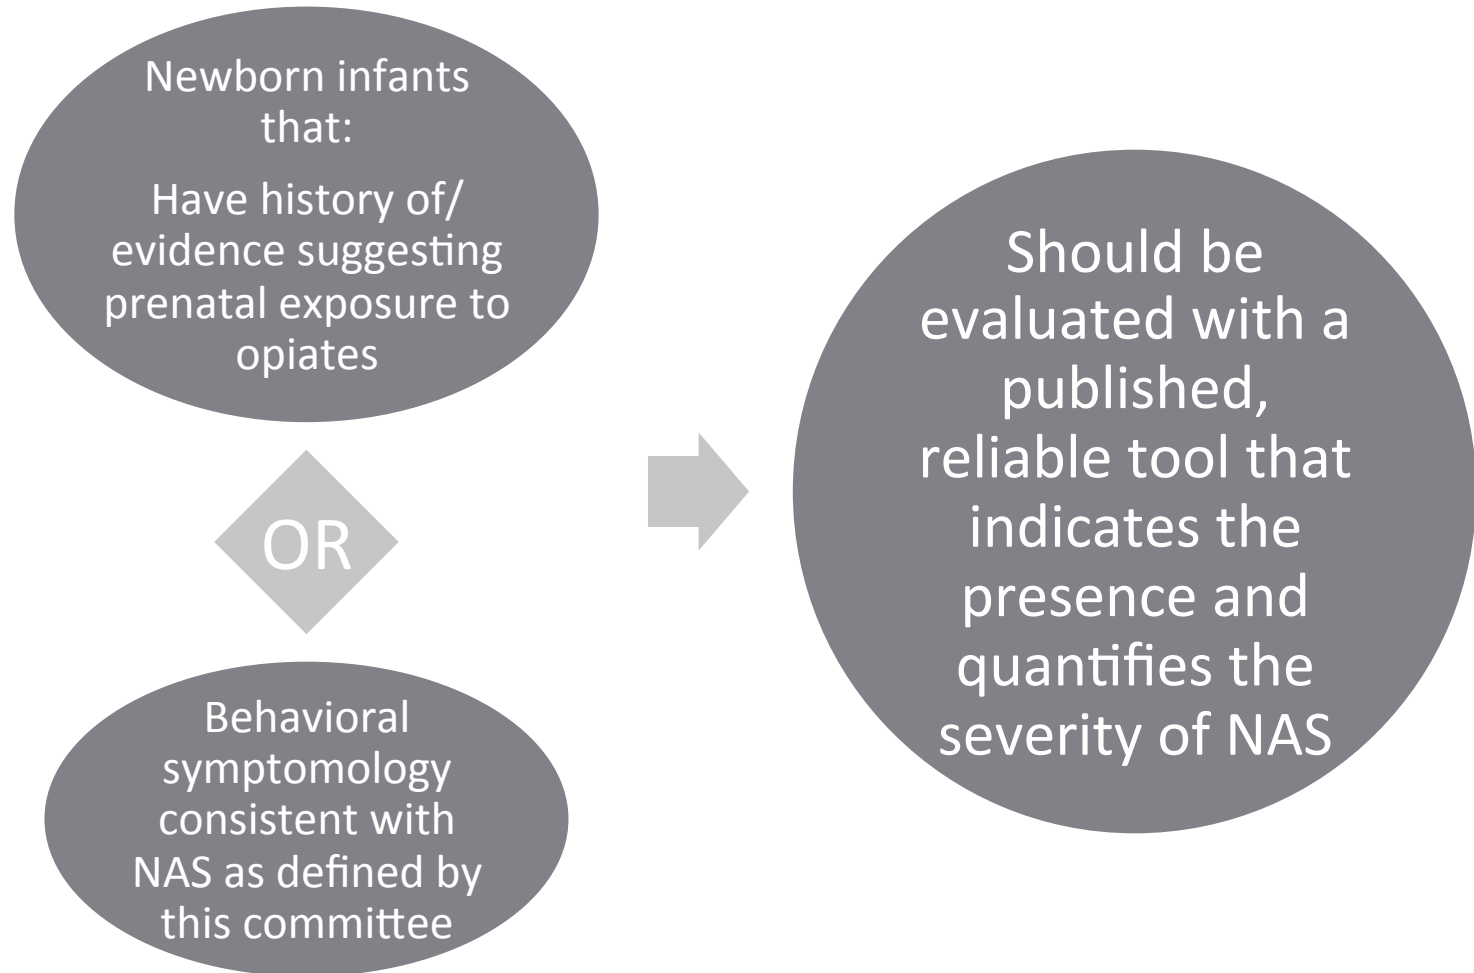 Newborn infants
that:
Have history of/
evidence suggesting
prenatal exposure to
opiates
OR
Behavioral
symptomology
consistent with
NAS as defined by
this committee
Should be
evaluated with a
published,
reliable tool that
indicates the
presence and
quantifies the
severity of NAS